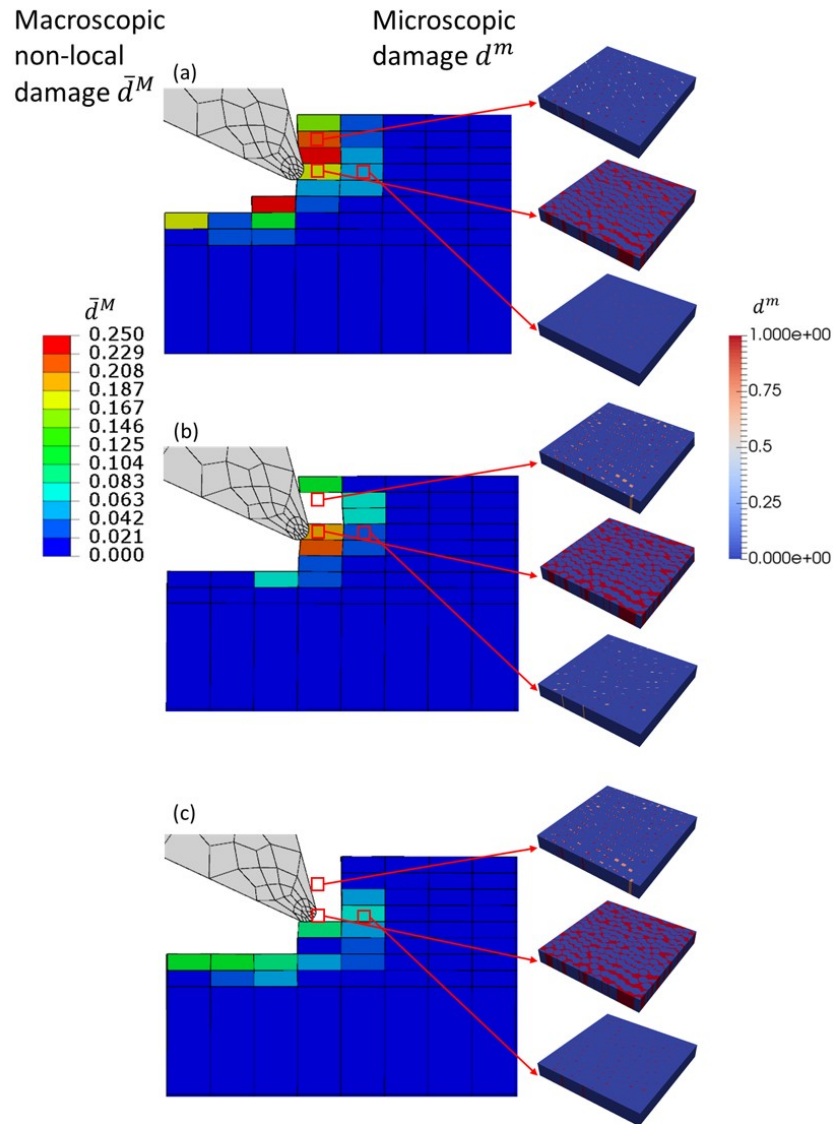 Macroscopic
non-local
damage d̄ᴹ
Microscopic
damage dᵐ
(a)
d̄ᴹ
0.250
0.229
0.208
0.187
0.167
0.146
0.125
0.104
0.083
0.063
0.042
0.021
0.000
dᵐ
1.000e+00
0.75
0.5
0.25
0.000e+00
(b)
(c)